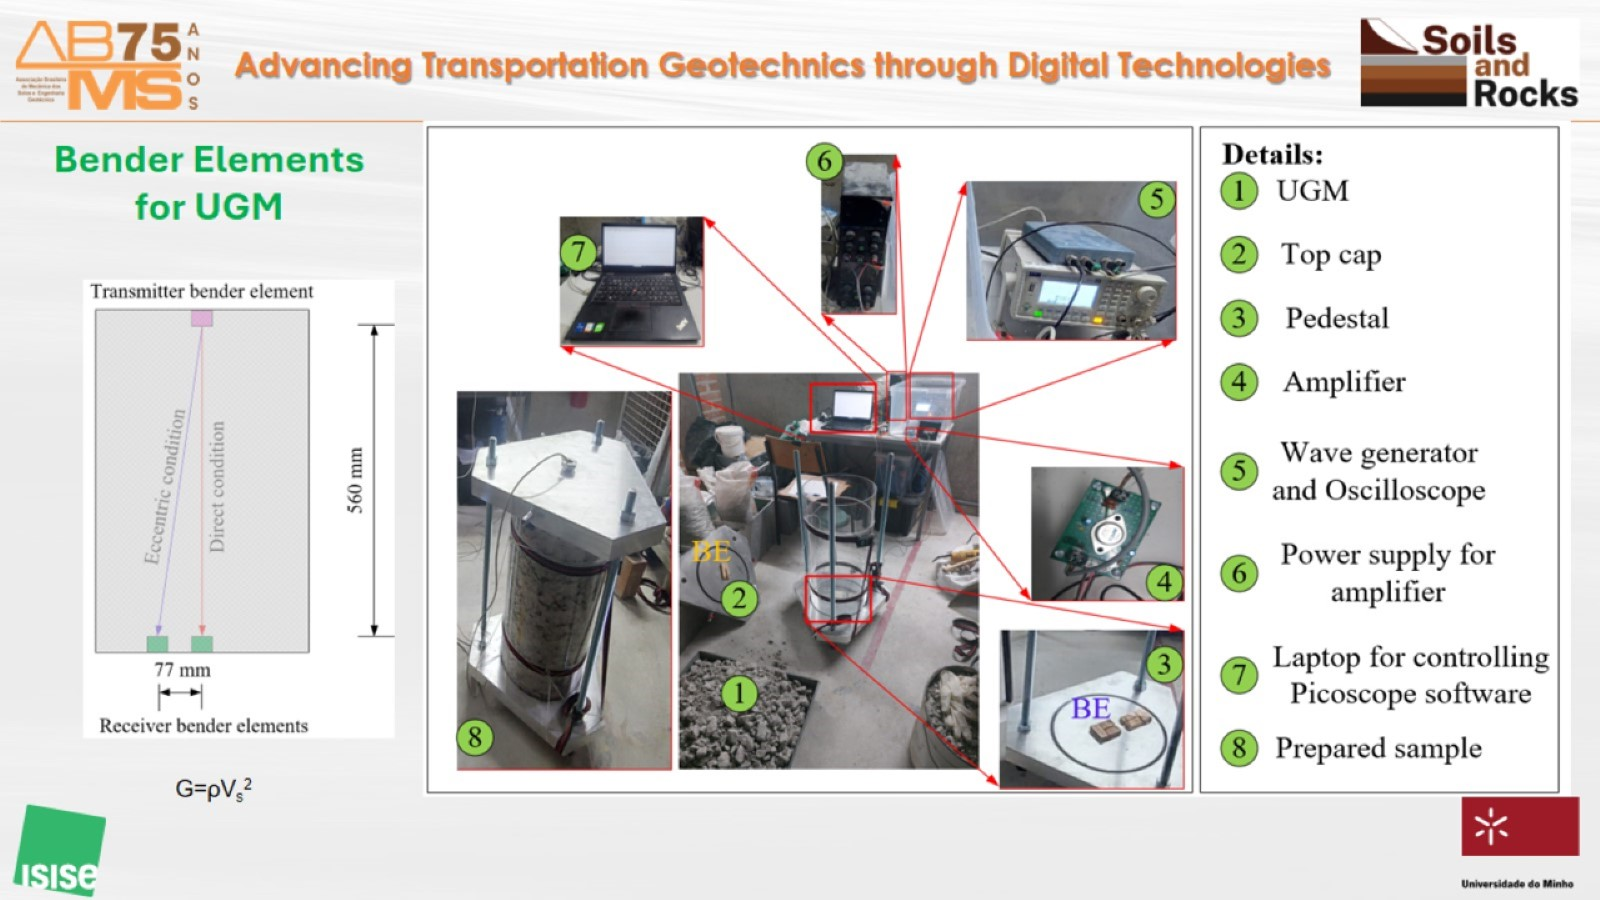 AB75
ANOS
MS
Advancing Transportation Geotechnics through Digital Technologies
Soils
and
Rocks
Bender Elements
for UGM
Transmitter bender element
Eccentric condition
Direct condition
560 mm
77 mm
Receiver bender elements
G=ρVs²
6
5
7
BE
2
4
1
3
BE
8
Details:
1 UGM
2 Top cap
3 Pedestal
4 Amplifier
5 Wave generator
and Oscilloscope
6 Power supply for
amplifier
7 Laptop for controlling
Picoscope software
8 Prepared sample
ISISE
Universidade do Minho